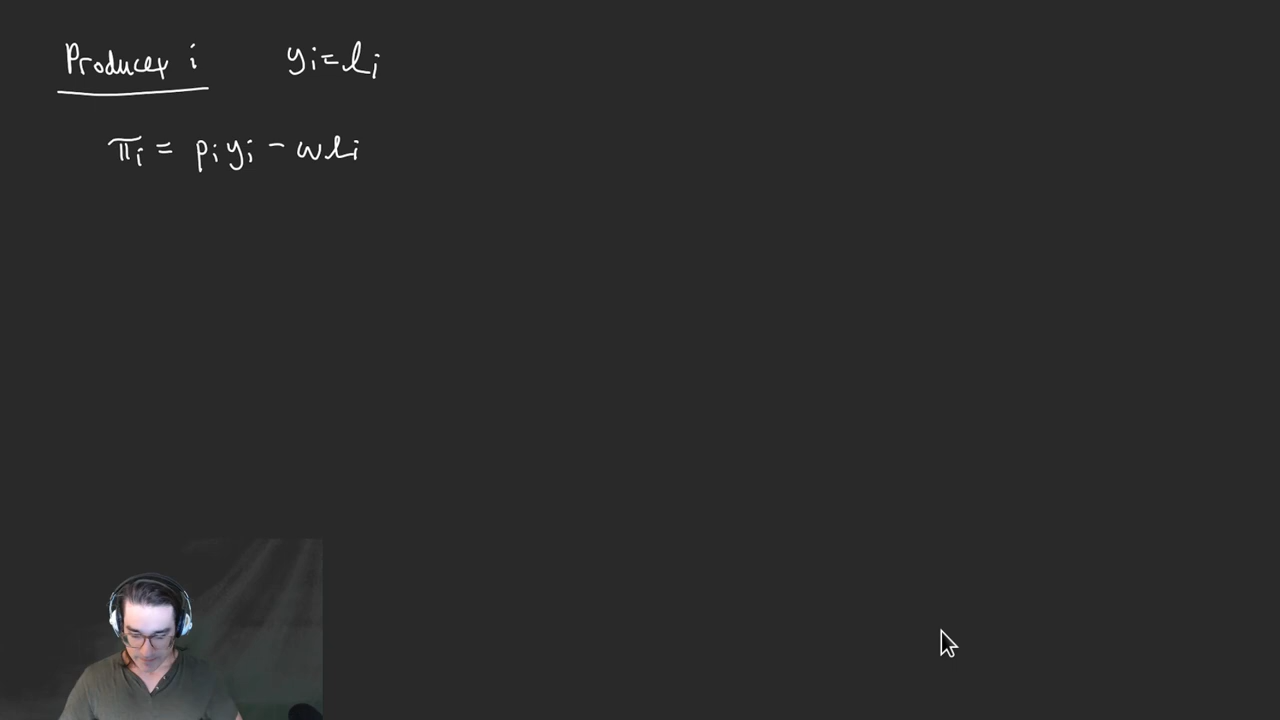 Producer i yi=li
πi = piyi - wli